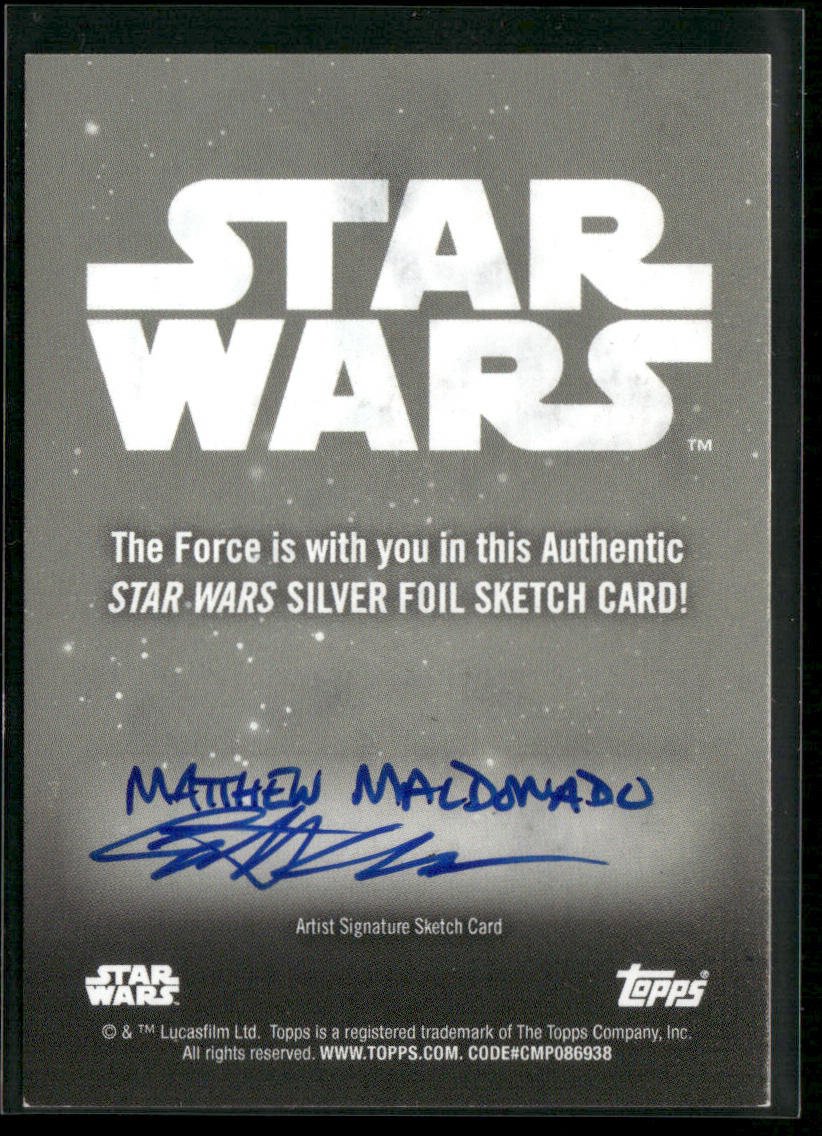 STAR
WARS
™
The Force is with you in this Authentic
STAR WARS SILVER FOIL SKETCH CARD!
MATTHEW MALDONADO
Artist Signature Sketch Card
STAR
WARS
Topps®
© & ™ Lucasfilm Ltd. Topps is a registered trademark of The Topps Company, Inc.
All rights reserved. WWW.TOPPS.COM. CODE#CMP086938